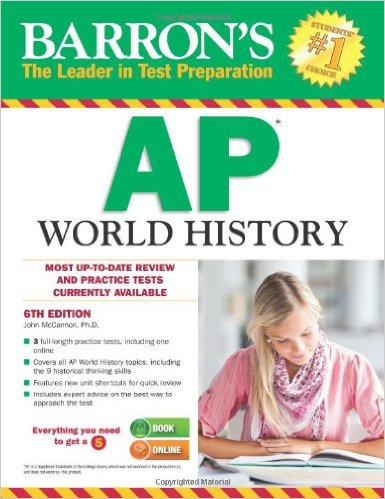 BARRON'S
The Leader in Test Preparation
STUDENTS'
#1
CHOICE
AP*
WORLD HISTORY
MOST UP-TO-DATE REVIEW
AND PRACTICE TESTS
CURRENTLY AVAILABLE
6TH EDITION
John McCannon, Ph.D.
• 3 full-length practice tests, including one
online
• Covers all AP World History topics, including
the 9 historical thinking skills
• Features new unit shortcuts for quick review
• Includes expert advice on the best way to
approach the test
Everything you need
to get a 5
BOOK
ONLINE
*AP is a registered trademark of the College Board, which was not involved in the production of,
and does not endorse, this product.
Copyrighted Material